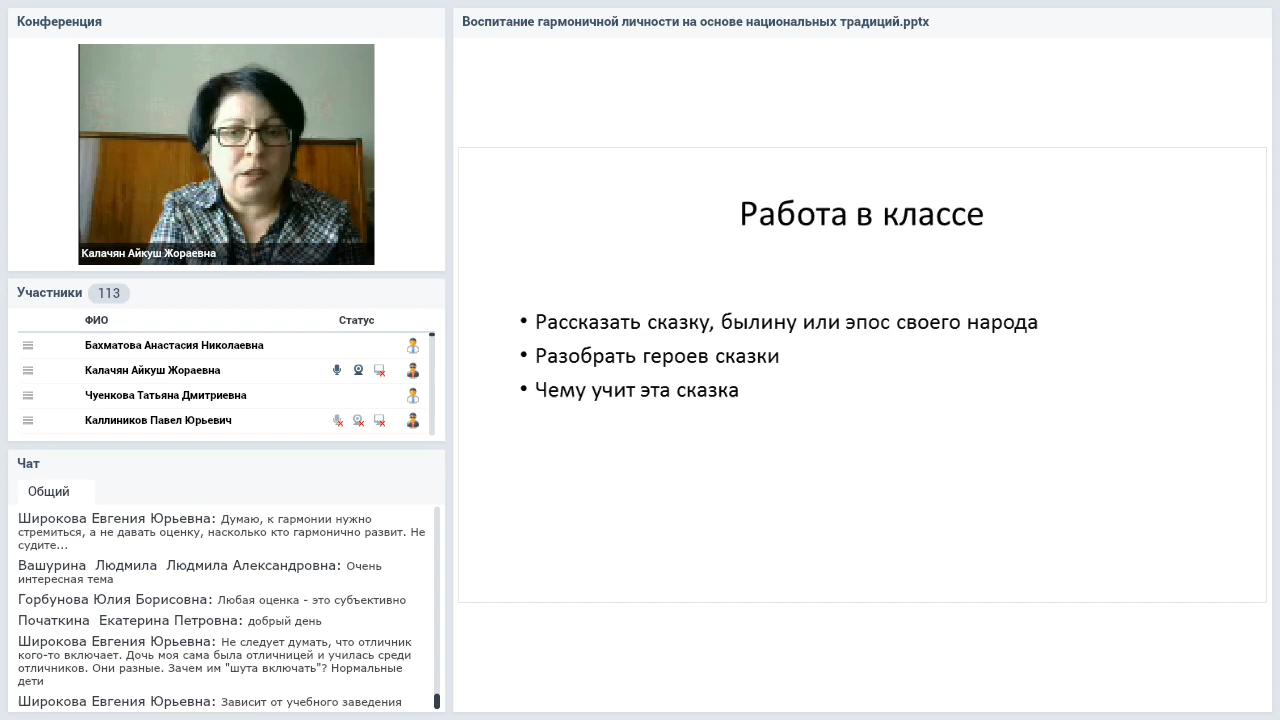 Конференция
Калачян Айкуш Жораевна
Участники 113
ФИО Статус
Бахматова Анастасия Николаевна
Калачян Айкуш Жораевна
Чуенкова Татьяна Дмитриевна
Каллиников Павел Юрьевич
Чат
Общий
Широкова Евгения Юрьевна: Думаю, к гармонии нужно
стремиться, а не давать оценку, насколько кто гармонично развит. Не
судите...
Вашурина Людмила Людмила Александровна: Очень
интересная тема
Горбунова Юлия Борисовна: Любая оценка - это субъективно
Початкина Екатерина Петровна: добрый день
Широкова Евгения Юрьевна: Не следует думать, что отличник
кого-то включает. Дочь моя сама была отличницей и училась среди
отличников. Они разные. Зачем им "шута включать"? Нормальные
дети
Широкова Евгения Юрьевна: Зависит от учебного заведения
Воспитание гармоничной личности на основе национальных традиций.pptx
Работа в классе
• Рассказать сказку, былину или эпос своего народа
• Разобрать героев сказки
• Чему учит эта сказка